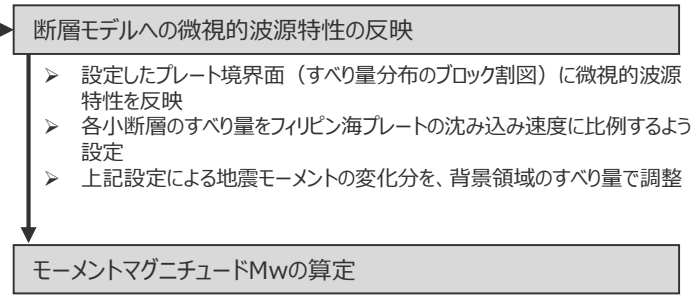 断層モデルへの微視的波源特性の反映
➢ 設定したプレート境界面（すべり量分布のブロック割図）に微視的波源
特性を反映
➢ 各小断層のすべり量をフィリピン海プレートの沈み込み速度に比例するよう
設定
➢ 上記設定による地震モーメントの変化分を、背景領域のすべり量で調整
モーメントマグニチュードMwの算定